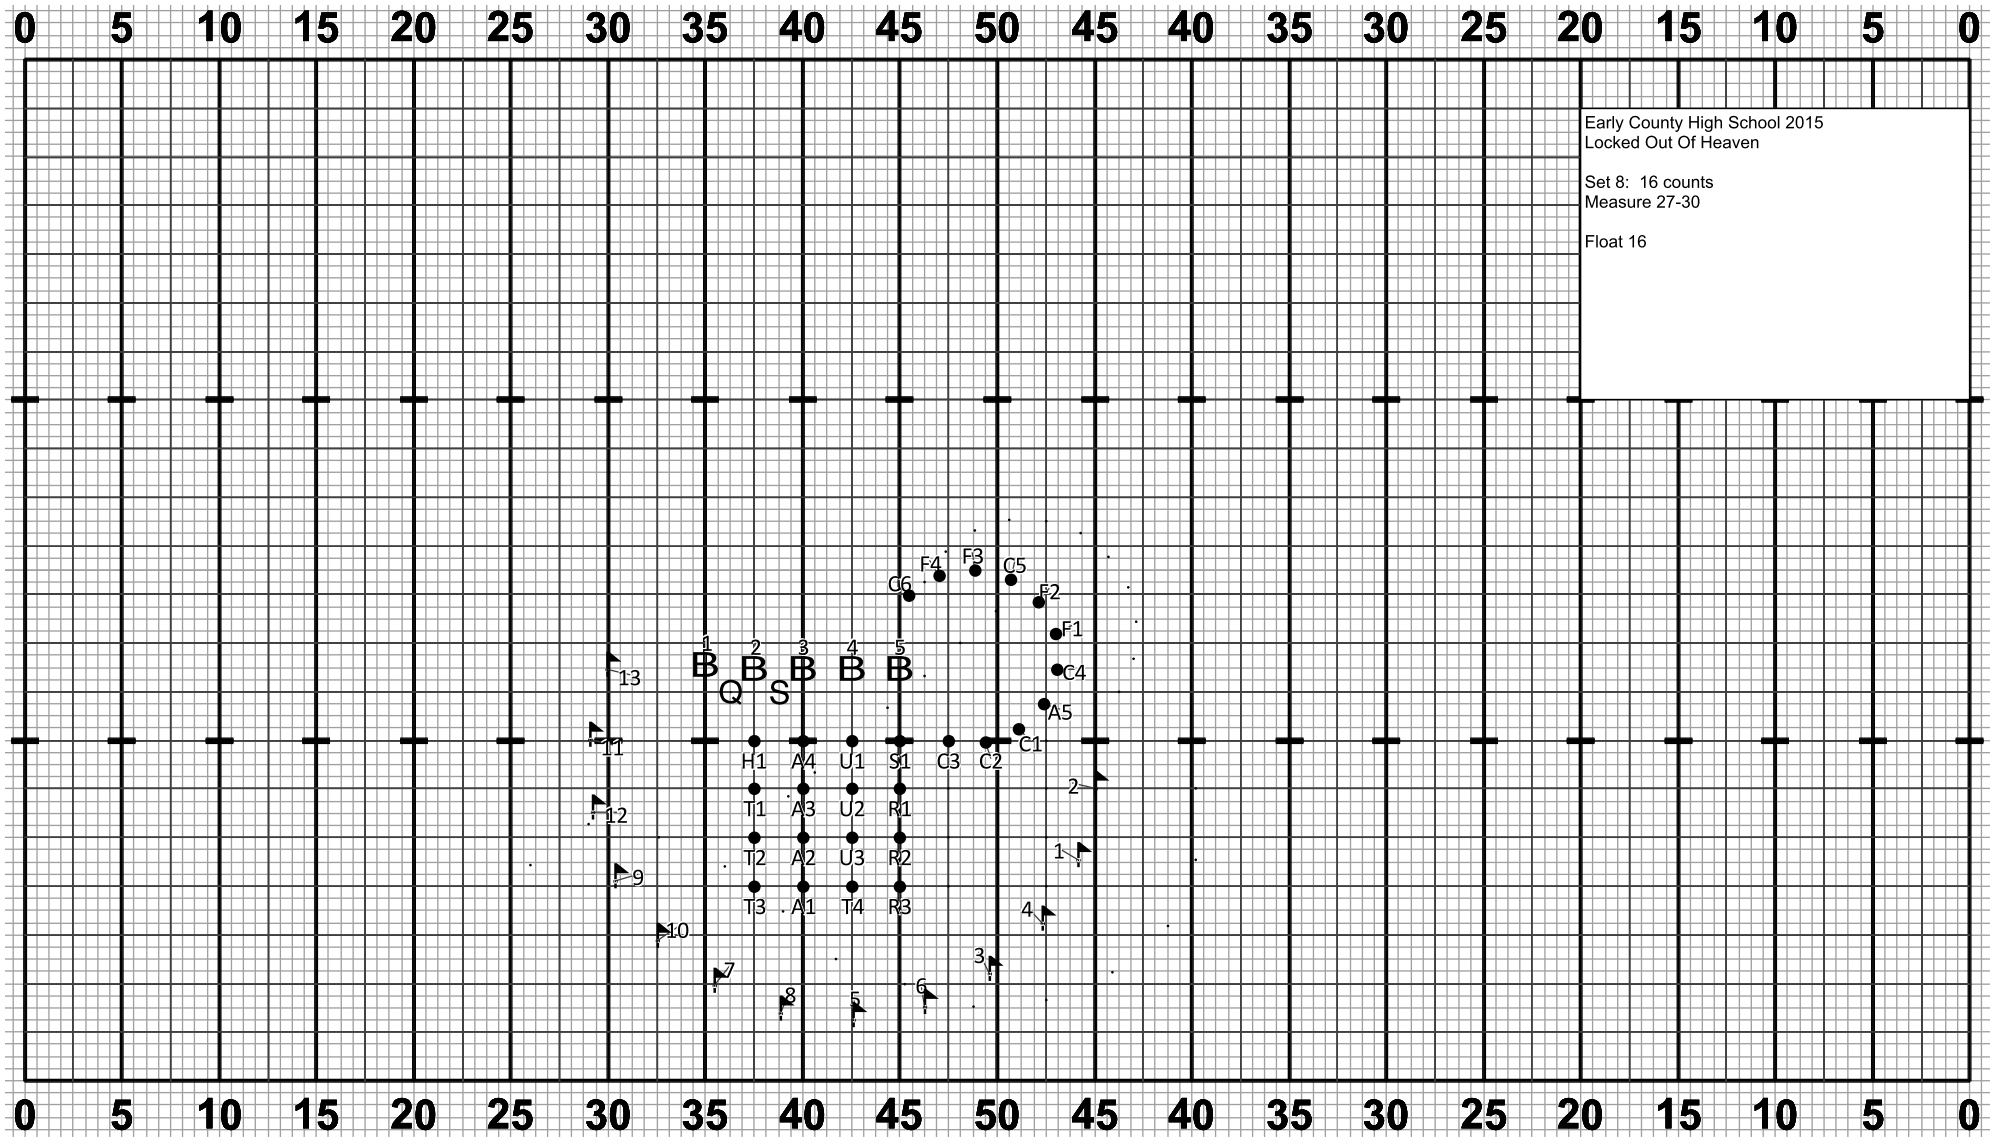 0 5 10 15 20 25 30 35 40 45 50 45 40 35 30 25 20 15 10 5 0
Early County High School 2015
Locked Out Of Heaven
Set 8: 16 counts
Measure 27-30
Float 16
F3
F4 C5
C6 F2
F1
1 2 3 4 5
B B B B B
13 C4
Q S
A5
11 C1
H1 A4 U1 S1 C3 C2
2
T1 A3 U2 R1
12
1
T2 A2 U3 R2
9
T3 A1 T4 R3 4
10
3
7
6
8 5
0 5 10 15 20 25 30 35 40 45 50 45 40 35 30 25 20 15 10 5 0